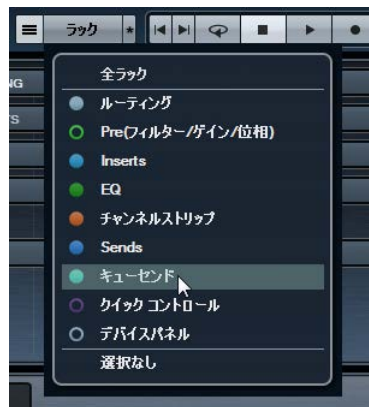 ラック *
NG
S
全ラック
ルーティング
Pre(フィルター/ゲイン/位相)
Inserts
EQ
チャンネルストリップ
Sends
キューセンド
クイック コントロール
デバイスパネル
選択なし